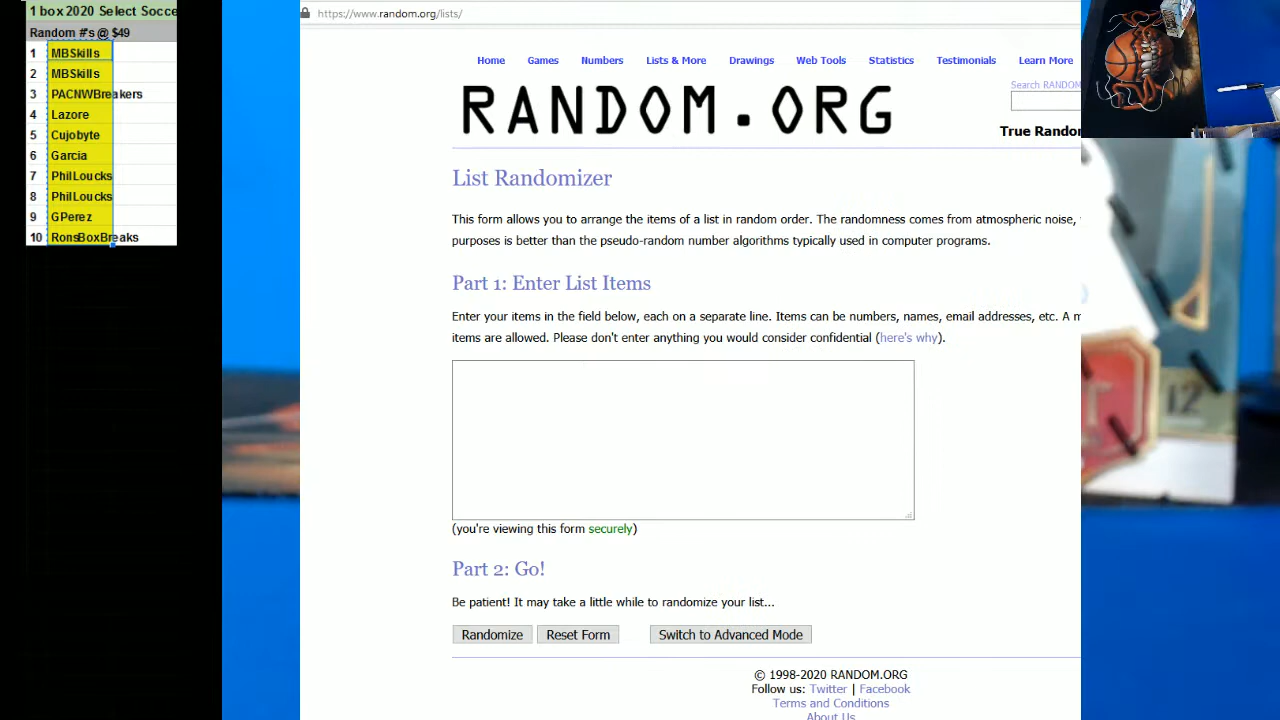 1 box 2020 Select Socce
Random #'s @ $49
1 MBSkills
2 MBSkills
3 PACNWBreakers
4 Lazore
5 Cujobyte
6 Garcia
7 PhilLoucks
8 PhilLoucks
9 GPerez
10 RonsBoxBreaks
https://www.random.org/lists/
Home Games Numbers Lists & More Drawings Web Tools Statistics Testimonials Learn More
Search RANDOM
RANDOM.ORG
True Rando
List Randomizer
This form allows you to arrange the items of a list in random order. The randomness comes from atmospheric noise,
purposes is better than the pseudo-random number algorithms typically used in computer programs.
Part 1: Enter List Items
Enter your items in the field below, each on a separate line. Items can be numbers, names, email addresses, etc. A m
items are allowed. Please don't enter anything you would consider confidential (here's why).
(you're viewing this form securely)
Part 2: Go!
Be patient! It may take a little while to randomize your list...
Randomize Reset Form Switch to Advanced Mode
© 1998-2020 RANDOM.ORG
Follow us: Twitter | Facebook
Terms and Conditions
About Us
12